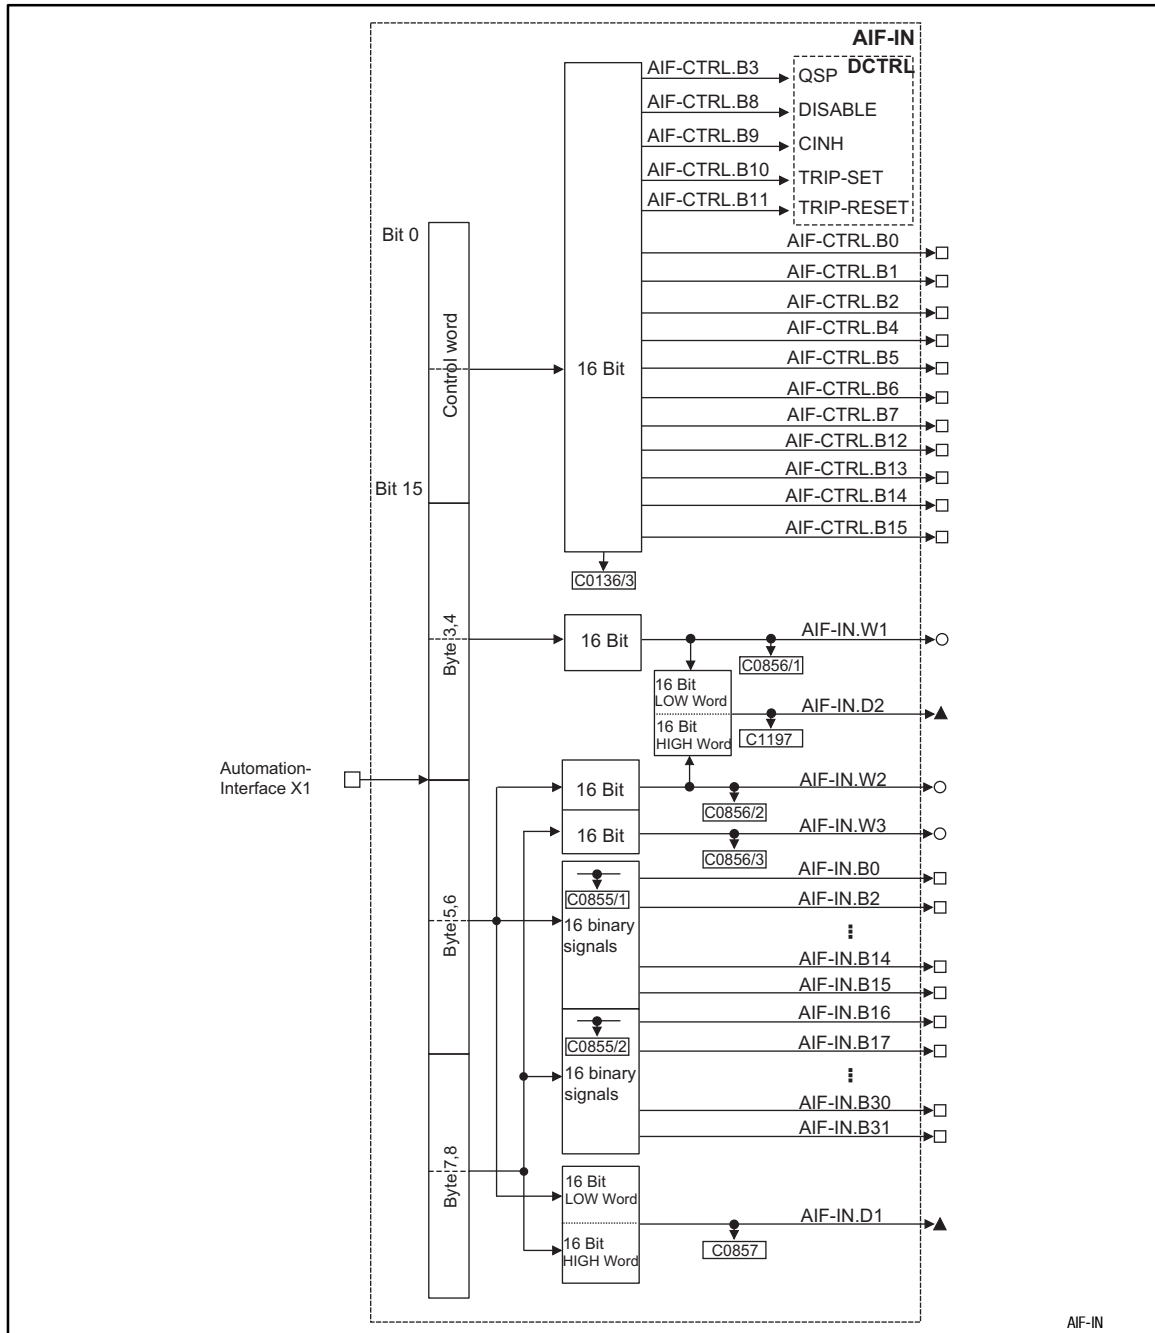 AIF-IN
DCTRL
AIF-CTRL.B3
QSP
AIF-CTRL.B8
DISABLE
AIF-CTRL.B9
CINH
AIF-CTRL.B10
TRIP-SET
AIF-CTRL.B11
TRIP-RESET
Bit 0
Control word
Bit 15
16 Bit
AIF-CTRL.B0
AIF-CTRL.B1
AIF-CTRL.B2
AIF-CTRL.B4
AIF-CTRL.B5
AIF-CTRL.B6
AIF-CTRL.B7
AIF-CTRL.B12
AIF-CTRL.B13
AIF-CTRL.B14
AIF-CTRL.B15
C0136/3
Byte 3,4
16 Bit
AIF-IN.W1
C0856/1
16 Bit
LOW Word
16 Bit
HIGH Word
AIF-IN.D2
C1197
Automation-
Interface X1
16 Bit
AIF-IN.W2
C0856/2
16 Bit
AIF-IN.W3
C0856/3
Byte 5,6
C0855/1
16 binary
signals
AIF-IN.B0
AIF-IN.B2
AIF-IN.B14
AIF-IN.B15
C0855/2
16 binary
signals
AIF-IN.B16
AIF-IN.B17
AIF-IN.B30
AIF-IN.B31
Byte 7,8
16 Bit
LOW Word
16 Bit
HIGH Word
AIF-IN.D1
C0857
AIF-IN